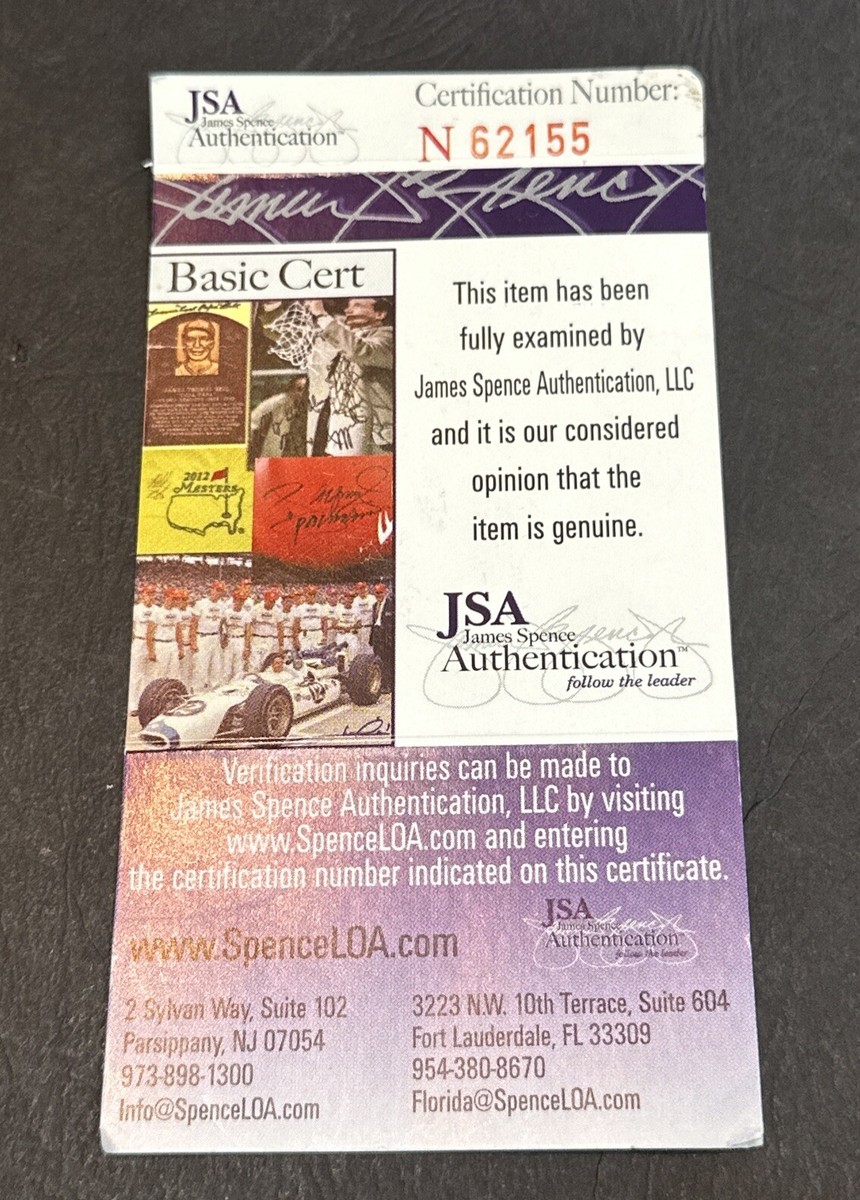 JSA
James Spence
Authentication
Certification Number:
N 62155
Basic Cert
2012
MASTERS
12
This item has been
fully examined by
James Spence Authentication, LLC
and it is our considered
opinion that the
item is genuine.
JSA
James Spence
Authentication™
follow the leader
Verification inquiries can be made to
James Spence Authentication, LLC by visiting
www.SpenceLOA.com and entering
the certification number indicated on this certificate.
www.SpenceLOA.com
JSA
James Spence
Authentication
follow the leader
2 Sylvan Way, Suite 102
Parsippany, NJ 07054
973-898-1300
Info@SpenceLOA.com
3223 N.W. 10th Terrace, Suite 604
Fort Lauderdale, FL 33309
954-380-8670
Florida@SpenceLOA.com